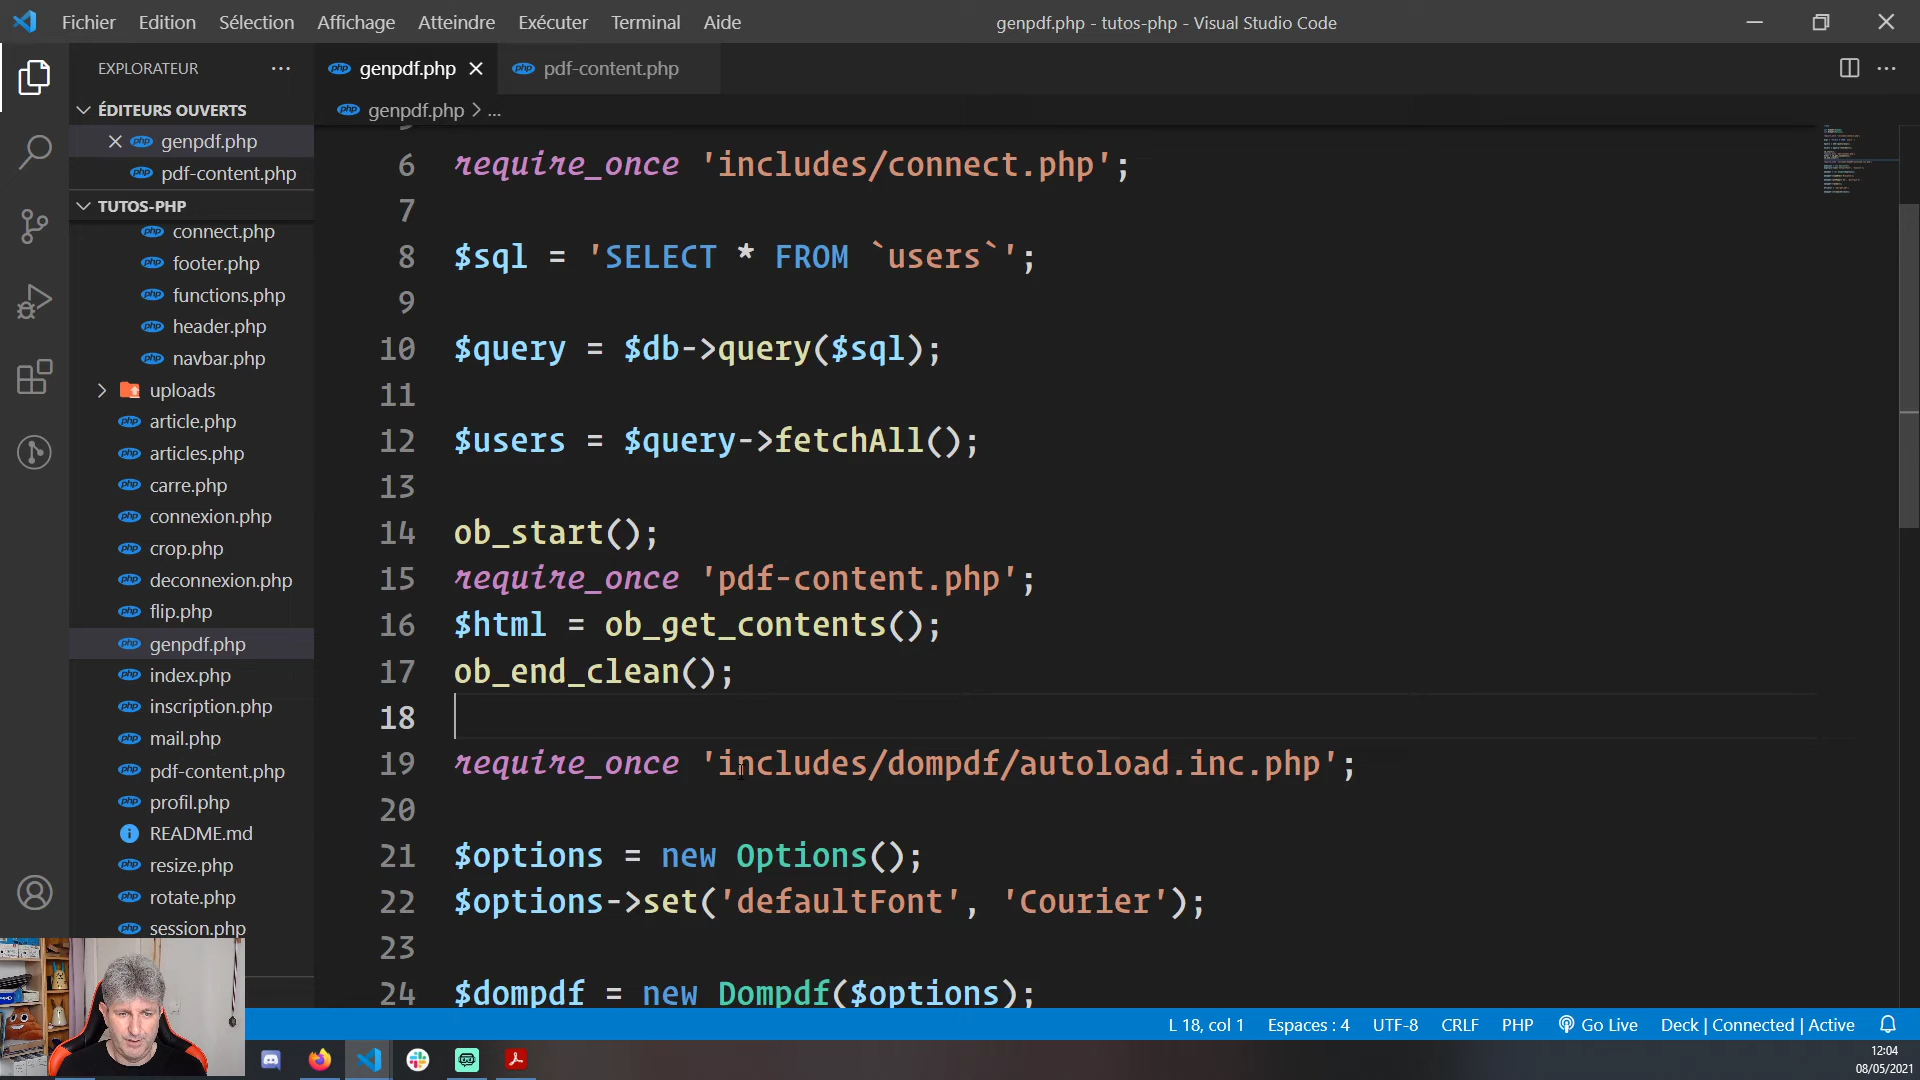 Fichier Edition Sélection Affichage Atteindre Exécuter Terminal Aide
genpdf.php - tutos-php - Visual Studio Code
EXPLORATEUR
genpdf.php
pdf-content.php
ÉDITEURS OUVERTS
genpdf.php > ...
genpdf.php
pdf-content.php
TUTOS-PHP
connect.php
footer.php
functions.php
header.php
navbar.php
uploads
article.php
articles.php
carre.php
connexion.php
crop.php
deconnexion.php
flip.php
genpdf.php
index.php
inscription.php
mail.php
pdf-content.php
profil.php
README.md
resize.php
rotate.php
session.php
6 require_once 'includes/connect.php';
7
8 $sql = 'SELECT * FROM `users`';
9
10 $query = $db->query($sql);
11
12 $users = $query->fetchAll();
13
14 ob_start();
15 require_once 'pdf-content.php';
16 $html = ob_get_contents();
17 ob_end_clean();
18
19 require_once 'includes/dompdf/autoload.inc.php';
20
21 $options = new Options();
22 $options->set('defaultFont', 'Courier');
23
24 $dompdf = new Dompdf($options);
L 18, col 1 Espaces : 4 UTF-8 CRLF PHP Go Live Deck | Connected | Active
12:04
08/05/2021